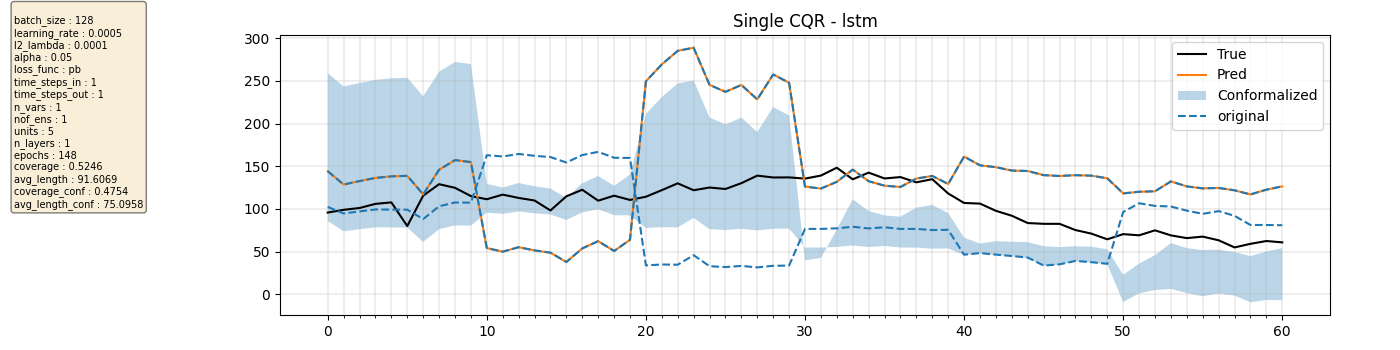 Single CQR - lstm
batch_size : 128
learning_rate : 0.0005
l2_lambda : 0.0001
alpha : 0.05
loss_func : pb
time_steps_in : 1
time_steps_out : 1
n_vars : 1
nof_ens : 1
units : 5
n_layers : 1
epochs : 148
coverage : 0.5246
avg_length : 91.6069
coverage_conf : 0.4754
avg_length_conf : 75.0958
300
250
200
150
100
50
0
True
Pred
Conformalized
original
0 10 20 30 40 50 60